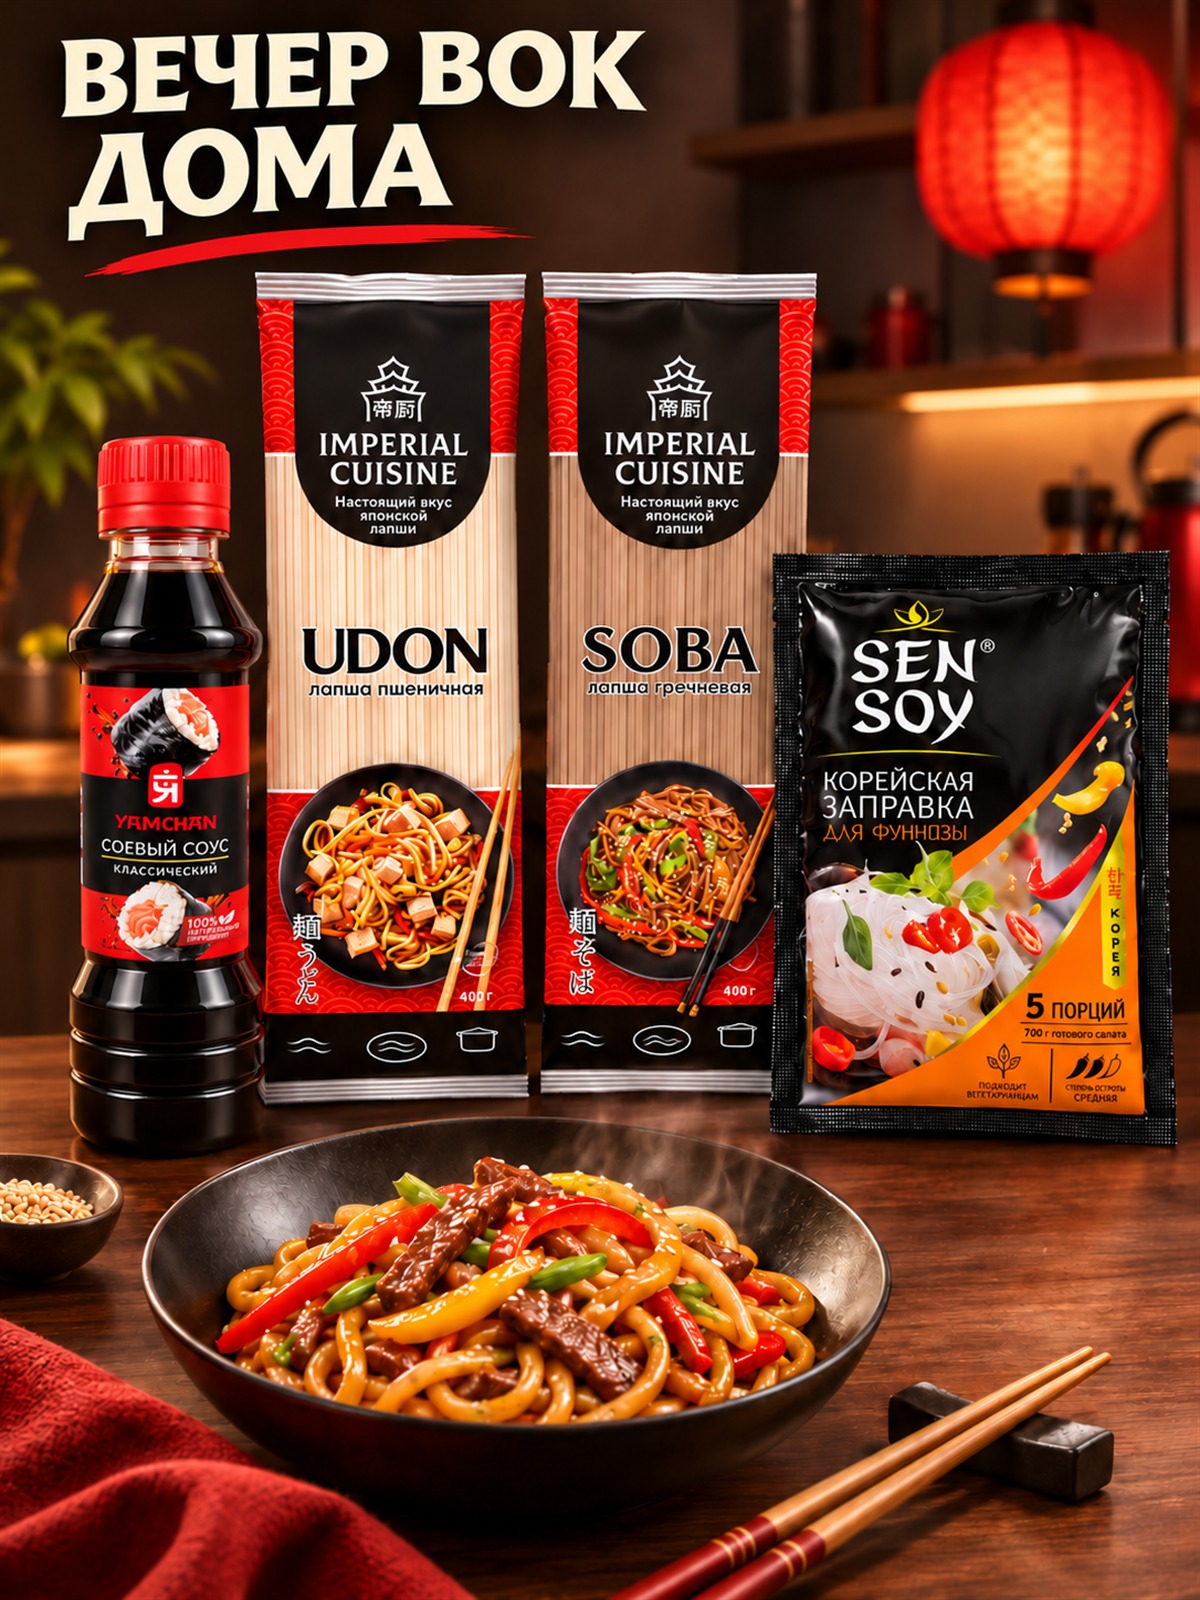 ВЕЧЕР ВОК
ДОМА
帝厨
IMPERIAL
CUISINE
Настоящий вкус
японской
лапши
UDON
лапша пшеничная
麺うどん
400 г
帝厨
IMPERIAL
CUISINE
Настоящий вкус
японской
лапши
SOBA
лапша гречневая
麺そば
400 г
YAMCHAN
СОЕВЫЙ СОУС
КЛАССИЧЕСКИЙ
100%
SEN
SOY®
КОРЕЙСКАЯ
ЗАПРАВКА
ДЛЯ ФУНЧОЗЫ
КОРЕЯ
5 ПОРЦИЙ
700 г готового салата
ПОДХОДИТ
ВЕГЕТАРИАНЦАМ
СТЕПЕНЬ ОСТРОТЫ
СРЕДНЯЯ